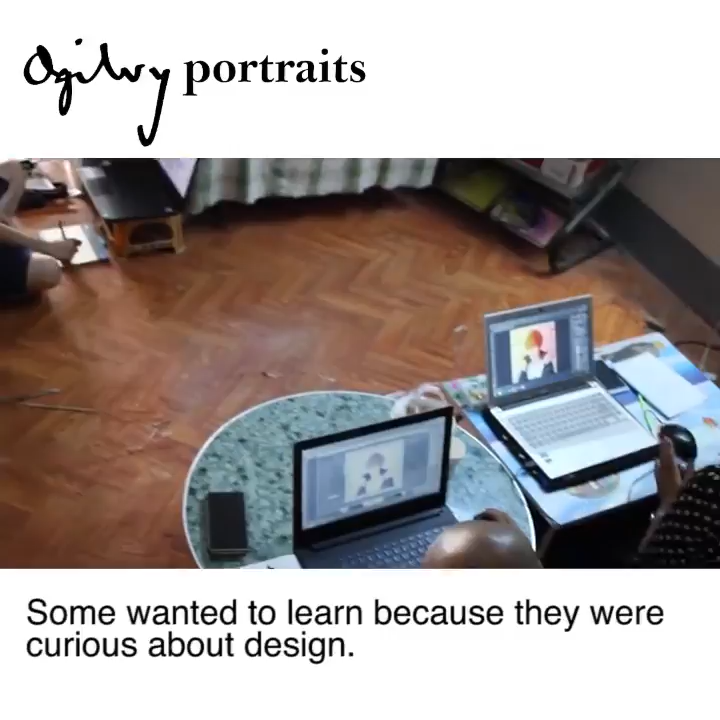 Ogilvy portraits
Some wanted to learn because they were
curious about design.